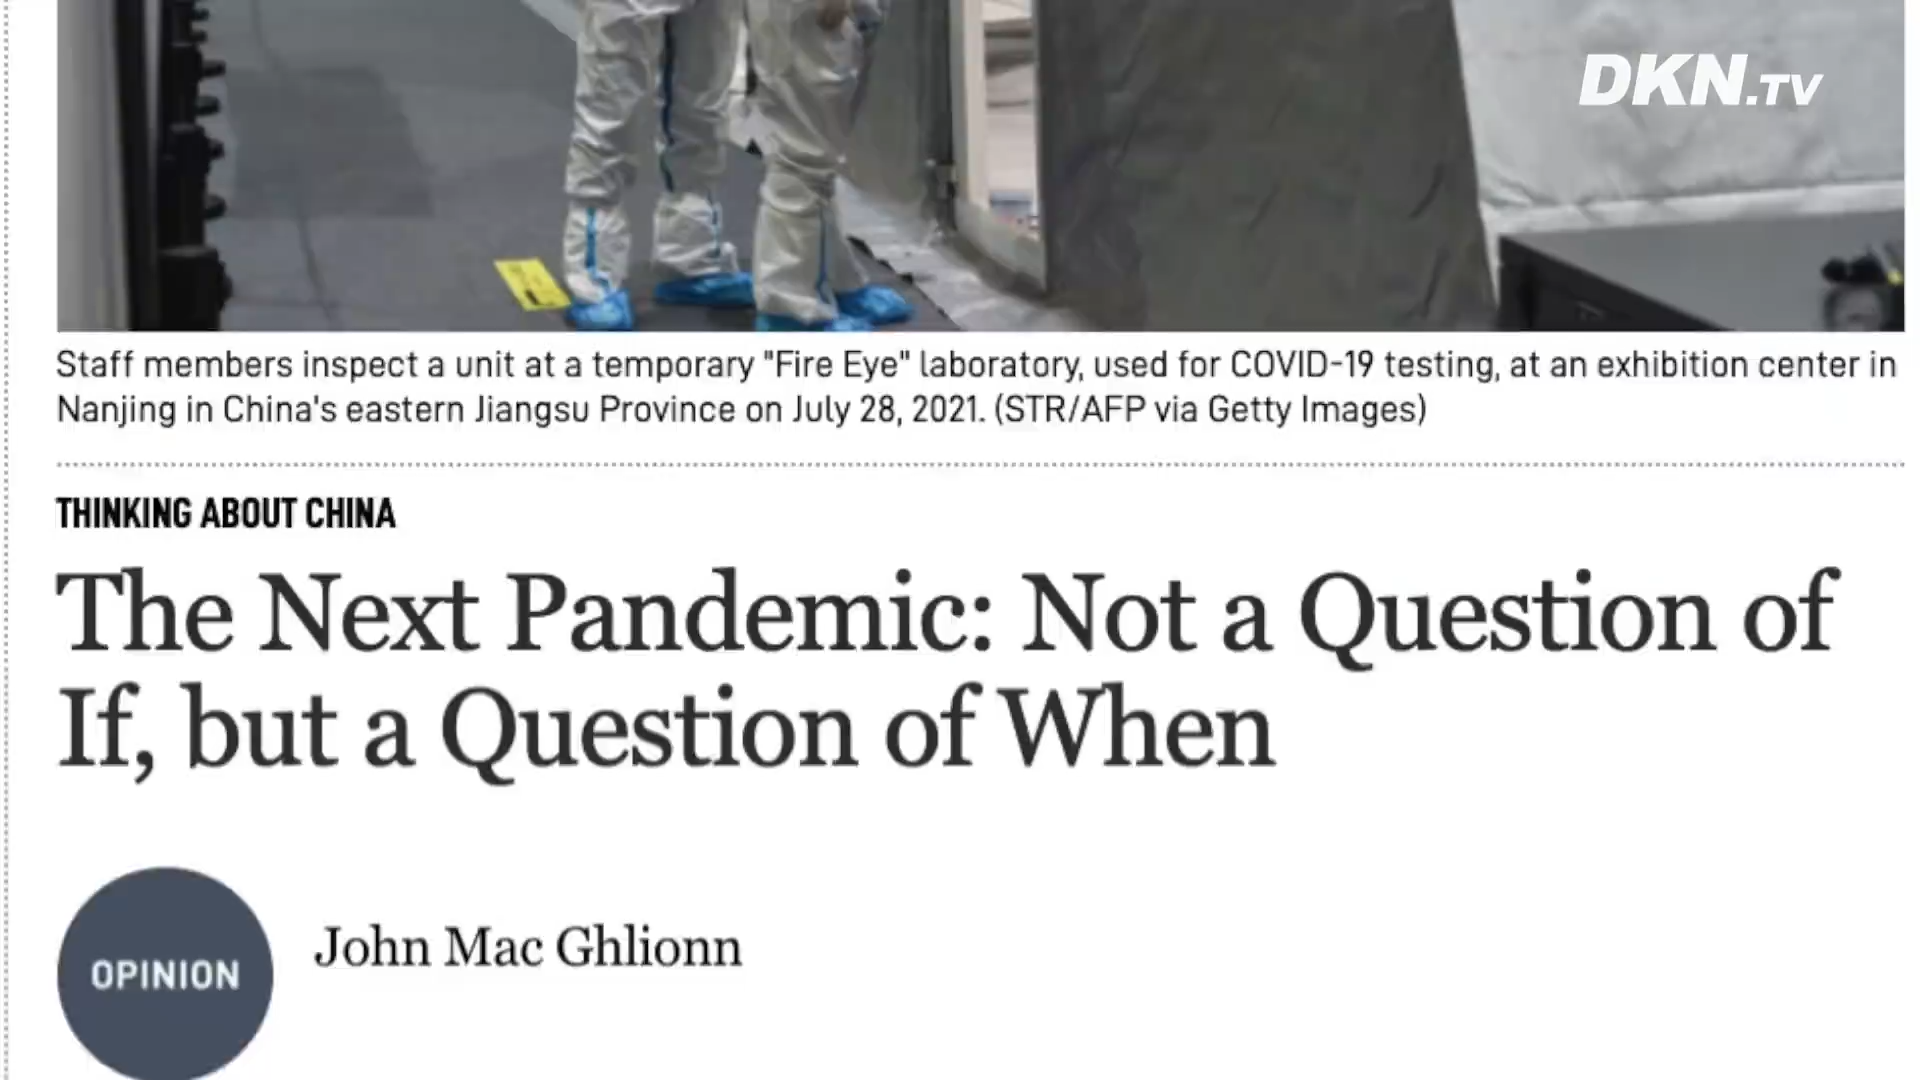 DKN.TV
Staff members inspect a unit at a temporary "Fire Eye" laboratory, used for COVID-19 testing, at an exhibition center in
Nanjing in China's eastern Jiangsu Province on July 28, 2021. (STR/AFP via Getty Images)
THINKING ABOUT CHINA
The Next Pandemic: Not a Question of
If, but a Question of When
OPINION
John Mac Ghlionn